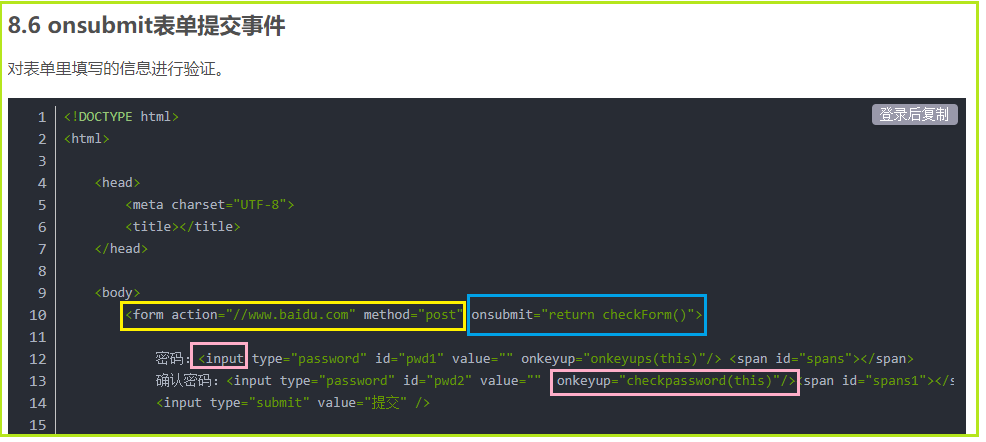 8.6 onsubmit表单提交事件
对表单里填写的信息进行验证。
登录后复制
1 <!DOCTYPE html>
2 <html>
3
4 <head>
5 <meta charset="UTF-8">
6 <title></title>
7 </head>
8
9 <body>
10 <form action="//www.baidu.com" method="post" onsubmit="return checkForm()">
11
12 密码：<input type="password" id="pwd1" value="" onkeyup="onkeyups(this)"/> <span id="spans"></span>
13 确认密码：<input type="password" id="pwd2" value="" onkeyup="checkpassword(this)"/><span id="spans1"></s
14 <input type="submit" value="提交" />
15